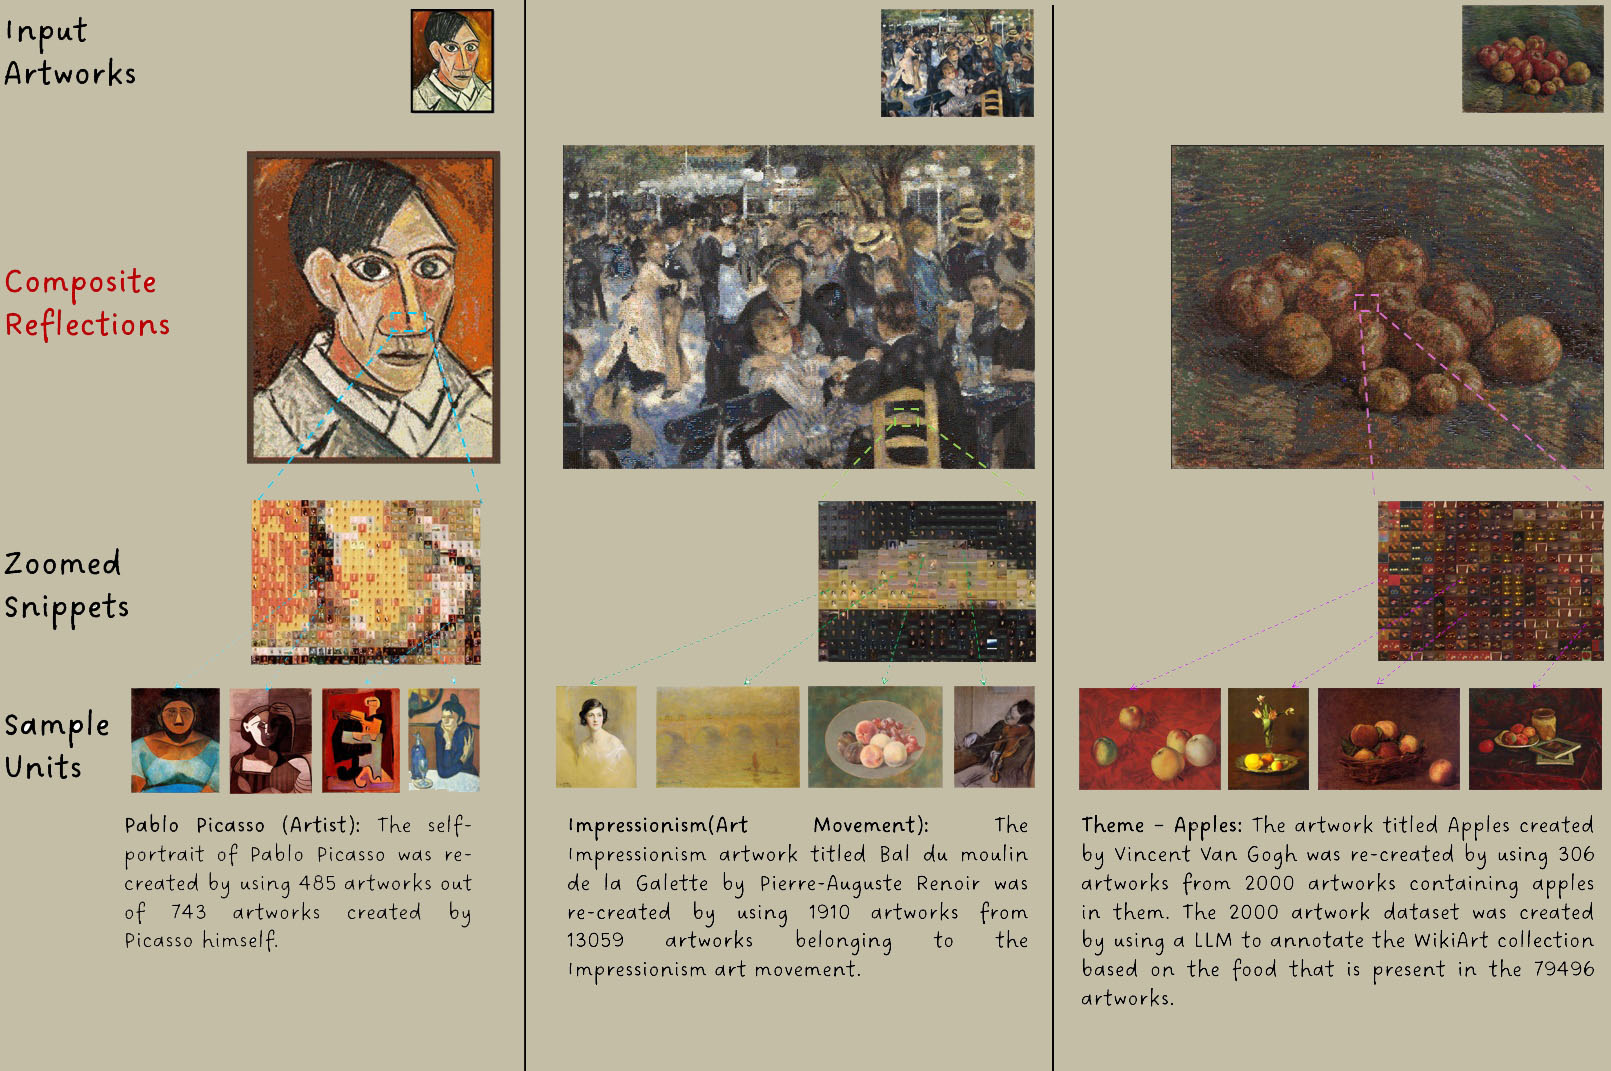 Input
Artworks
Composite
Reflections
Zoomed
Snippets
Sample
Units
Pablo Picasso (Artist): The self-
portrait of Pablo Picasso was re-
created by using 485 artworks out
of 743 artworks created by
Picasso himself.
Impressionism(Art Movement): The
Impressionism artwork titled Bal du moulin
de la Galette by Pierre-Auguste Renoir was
re-created by using 1910 artworks from
13059 artworks belonging to the
Impressionism art movement.
Theme - Apples: The artwork titled Apples created
by Vincent Van Gogh was re-created by using 306
artworks from 2000 artworks containing apples
in them. The 2000 artwork dataset was created
by using a LLM to annotate the WikiArt collection
based on the food that is present in the 79496
artworks.